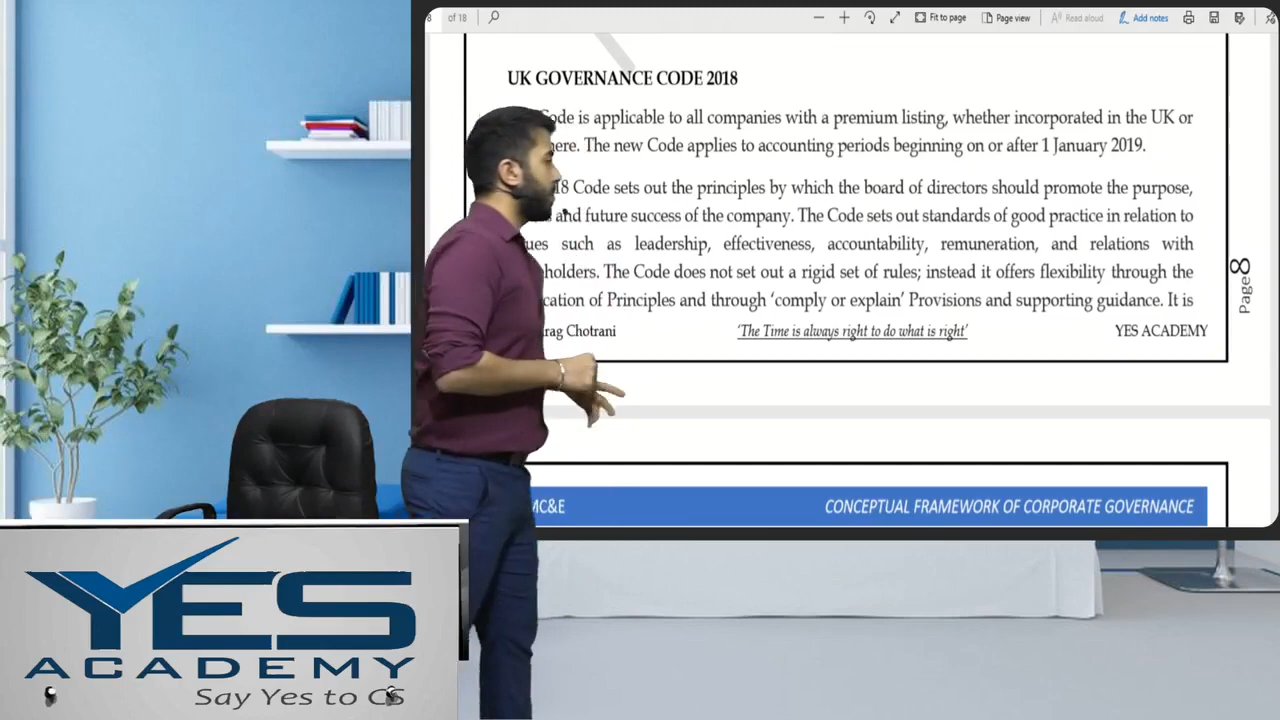 8 of 18 Fit to page Page view Read aloud Add notes
UK GOVERNANCE CODE 2018
Code is applicable to all companies with a premium listing, whether incorporated in the UK or
The new Code applies to accounting periods beginning on or after 1 January 2019.
Code sets out the principles by which the board of directors should promote the purpose,
and future success of the company. The Code sets out standards of good practice in relation to
such as leadership, effectiveness, accountability, remuneration, and relations with
The Code does not set out a rigid set of rules; instead it offers flexibility through the
of Principles and through ‘comply or explain’ Provisions and supporting guidance. It is
Chotrani ‘The Time is always right to do what is right’ YES ACADEMY
Page8
CONCEPTUAL FRAMEWORK OF CORPORATE GOVERNANCE
YES
ACADEMY
Say Yes to CS